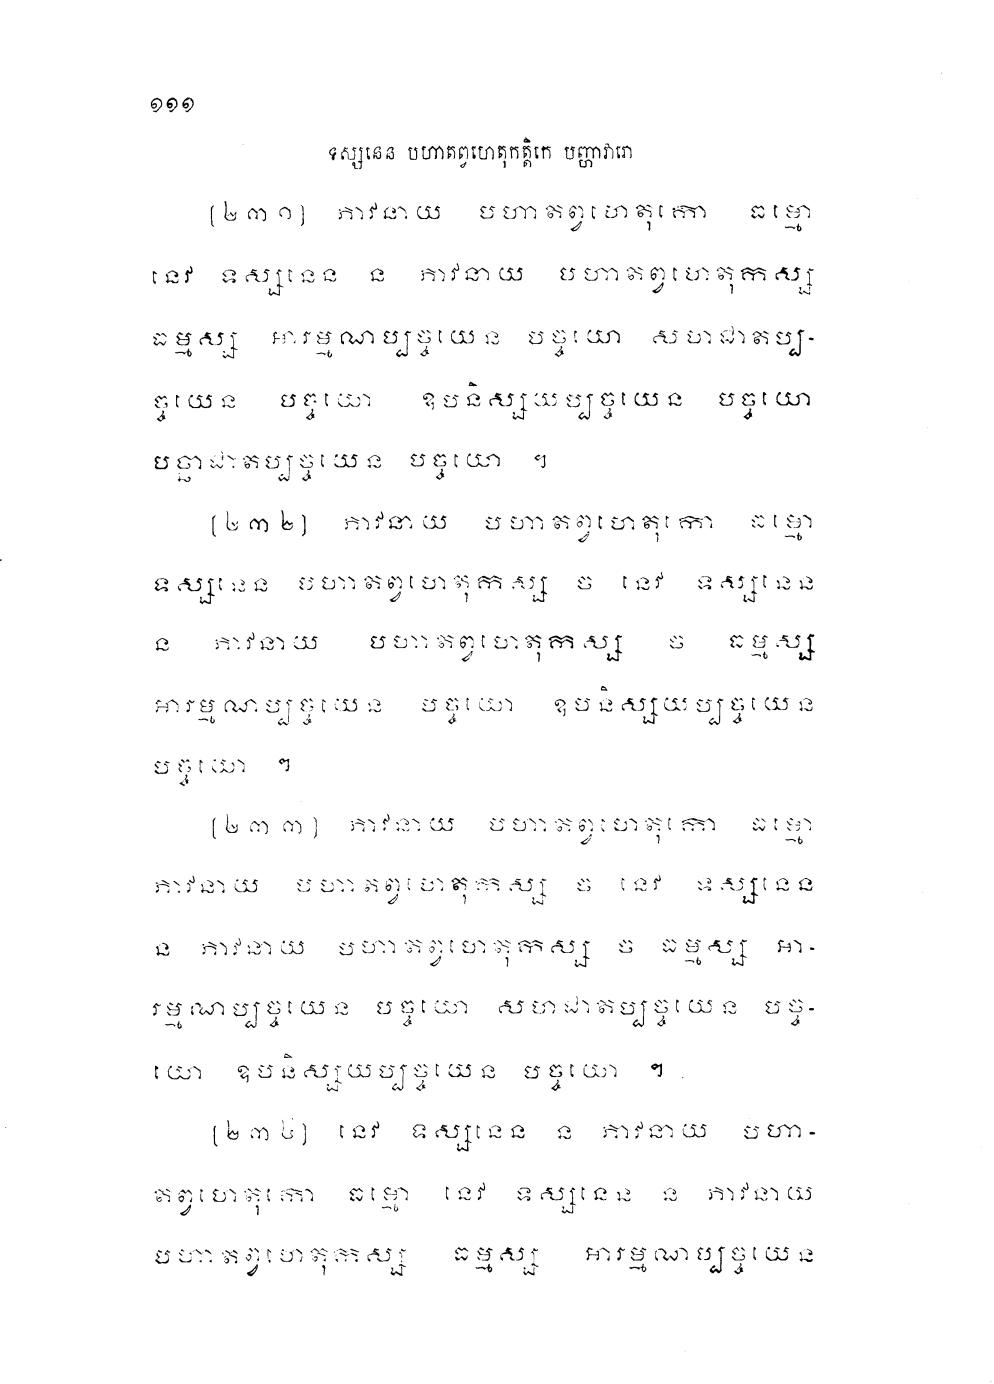 ១១១
ទស្សនេន បហាតព្វហេតុកត្តិកេ បញ្ហាវារោ
[២៣១] ភាវនាយ បហាតព្វហេតុកោ ធម្មោ
នេវ ទស្សនេន ន ភាវនាយ បហាតព្វហេតុកស្ស
ធម្មស្ស អារម្មណប្បច្ចយេន បច្ចយោ សហជាតប្ប-
ច្ចយេន បច្ចយោ ឧបនិស្សយប្បច្ចយេន បច្ចយោ
បច្ឆាជាតប្បច្ចយេន បច្ចយោ ។
[២៣២] ភាវនាយ បហាតព្វហេតុកោ ធម្មោ
ទស្សនេន បហាតព្វហេតុកស្ស ច នេវ ទស្សនេន
ន ភាវនាយ បហាតព្វហេតុកស្ស ច ធម្មស្ស
អារម្មណប្បច្ចយេន បច្ចយោ ឧបនិស្សយប្បច្ចយេន
បច្ចយោ ។
[២៣៣] ភាវនាយ បហាតព្វហេតុកោ ធម្មោ
ភាវនាយ បហាតព្វហេតុកស្ស ច នេវ ទស្សនេន
ន ភាវនាយ បហាតព្វហេតុកស្ស ច ធម្មស្ស អា-
រម្មណប្បច្ចយេន បច្ចយោ សហជាតប្បច្ចយេន បច្ច-
យោ ឧបនិស្សយប្បច្ចយេន បច្ចយោ ។
[២៣៤] នេវ ទស្សនេន ន ភាវនាយ បហា-
តព្វហេតុកោ ធម្មោ នេវ ទស្សនេន ន ភាវនាយ
បហាតព្វហេតុកស្ស ធម្មស្ស អារម្មណប្បច្ចយេន